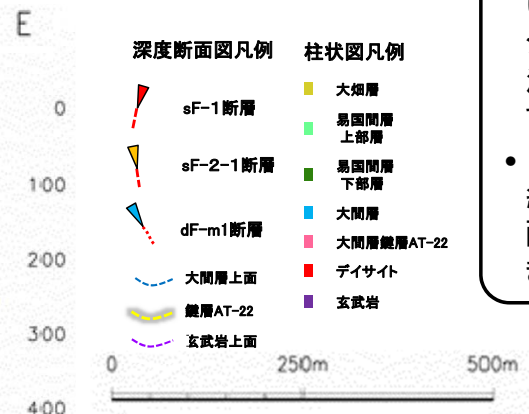 E
深度断面図凡例
sF-1断層
sF-2-1断層
dF-m1断層
大間層上面
鍵層AT-22
玄武岩上面
柱状図凡例
大畑層
易国間層
上部層
易国間層
下部層
大間層
大間層鍵層AT-22
デイサイト
玄武岩
0
100
200
300
400
0 250m 500m